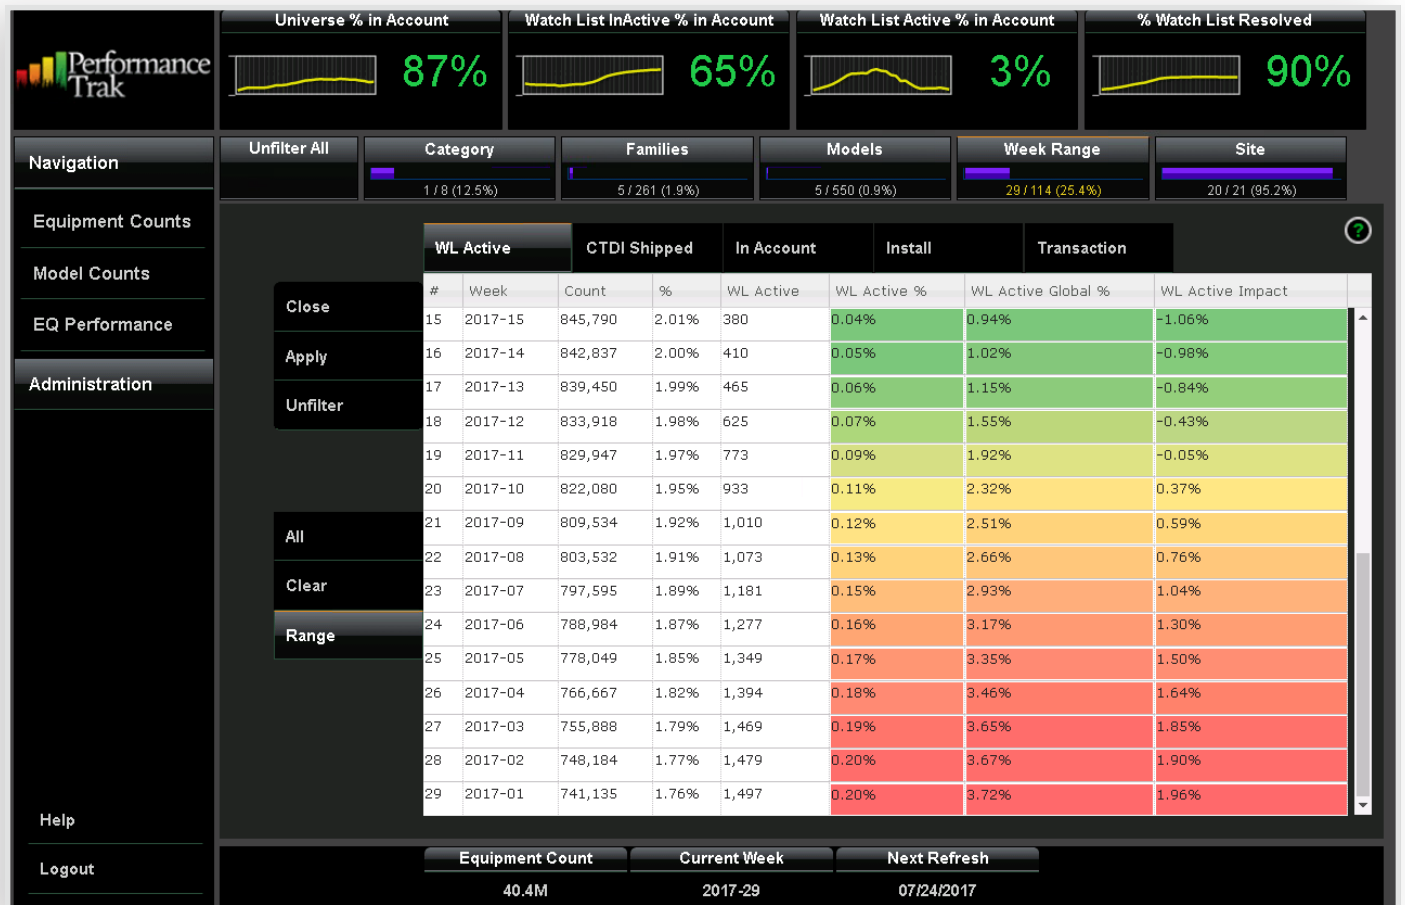 Performance
Trak
Universe % in Account
87%
Watch List InActive % in Account
65%
Watch List Active % in Account
3%
% Watch List Resolved
90%
Navigation
Equipment Counts
Model Counts
EQ Performance
Administration
Help
Logout
Unfilter All
Category
1 / 8 (12.5%)
Families
5 / 261 (1.9%)
Models
5 / 550 (0.9%)
Week Range
29 / 114 (25.4%)
Site
20 / 21 (95.2%)
?
WL Active CTDI Shipped In Account Install Transaction
Close
Apply
Unfilter
All
Clear
Range
# Week Count % WL Active WL Active % WL Active Global % WL Active Impact
15 2017-15 845,790 2.01% 380 0.04% 0.94% -1.06%
16 2017-14 842,837 2.00% 410 0.05% 1.02% -0.98%
17 2017-13 839,450 1.99% 465 0.06% 1.15% -0.84%
18 2017-12 833,918 1.98% 625 0.07% 1.55% -0.43%
19 2017-11 829,947 1.97% 773 0.09% 1.92% -0.05%
20 2017-10 822,080 1.95% 933 0.11% 2.32% 0.37%
21 2017-09 809,534 1.92% 1,010 0.12% 2.51% 0.59%
22 2017-08 803,532 1.91% 1,073 0.13% 2.66% 0.76%
23 2017-07 797,595 1.89% 1,181 0.15% 2.93% 1.04%
24 2017-06 788,984 1.87% 1,277 0.16% 3.17% 1.30%
25 2017-05 778,049 1.85% 1,349 0.17% 3.35% 1.50%
26 2017-04 766,667 1.82% 1,394 0.18% 3.46% 1.64%
27 2017-03 755,888 1.79% 1,469 0.19% 3.65% 1.85%
28 2017-02 748,184 1.77% 1,479 0.20% 3.67% 1.90%
29 2017-01 741,135 1.76% 1,497 0.20% 3.72% 1.96%
Equipment Count Current Week Next Refresh
40.4M 2017-29 07/24/2017